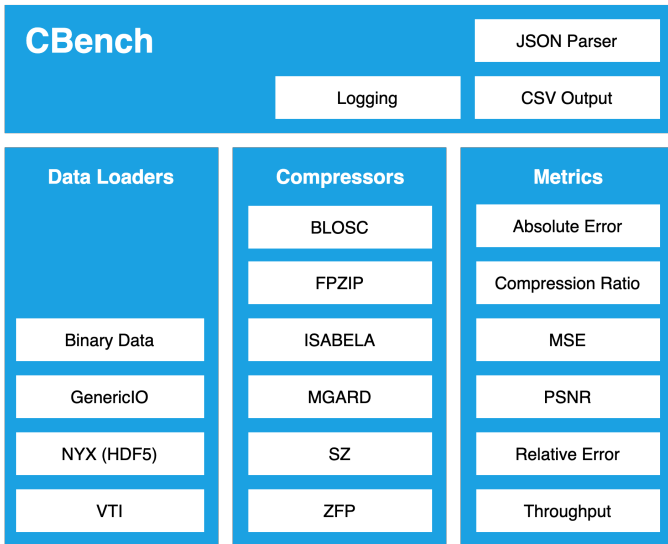 CBench
JSON Parser
Logging
CSV Output
Data Loaders
Binary Data
GenericIO
NYX (HDF5)
VTI
Compressors
BLOSC
FPZIP
ISABELA
MGARD
SZ
ZFP
Metrics
Absolute Error
Compression Ratio
MSE
PSNR
Relative Error
Throughput